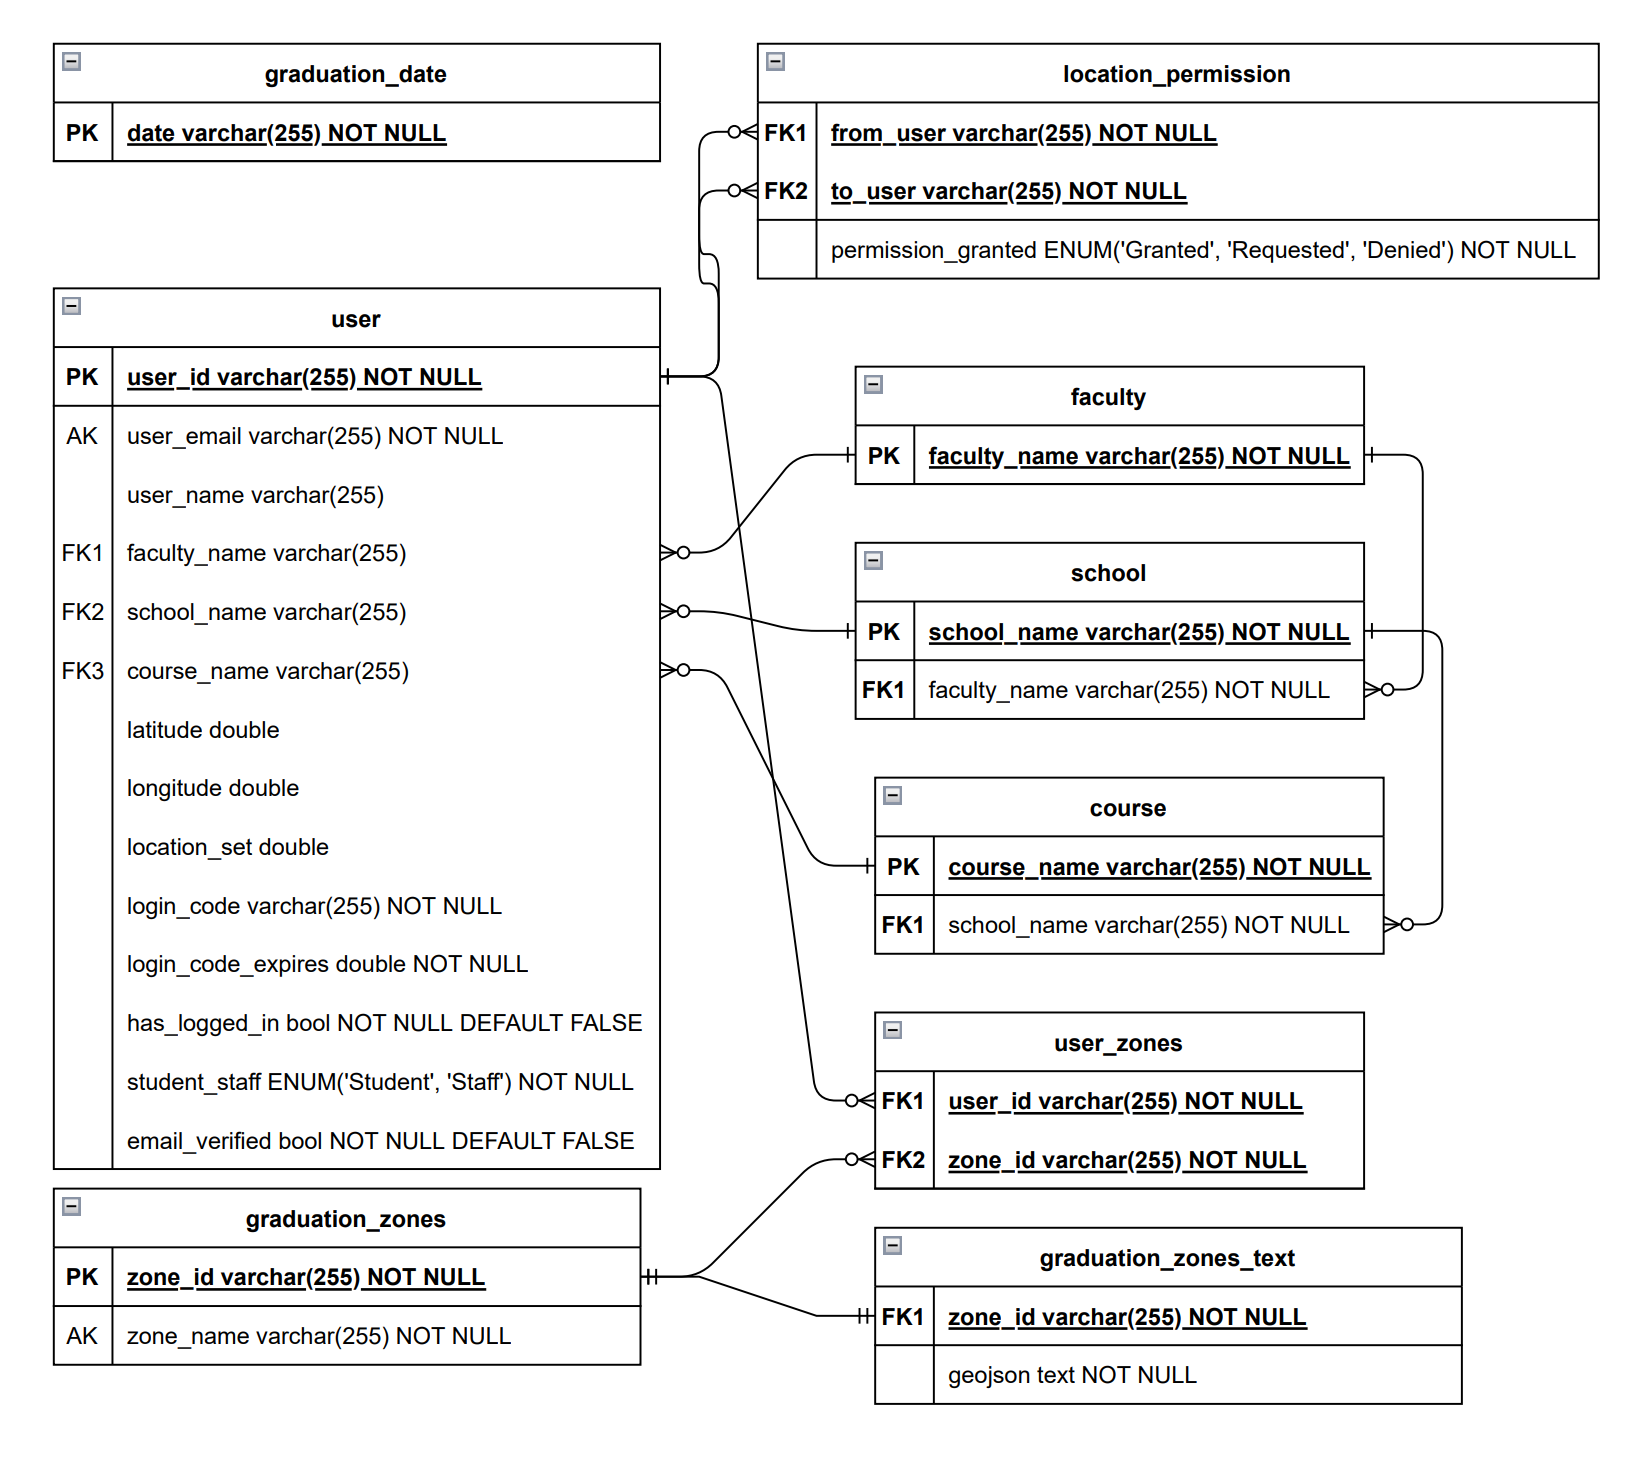 graduation_date
PK date varchar(255) NOT NULL
location_permission
FK1 from_user varchar(255) NOT NULL
FK2 to_user varchar(255) NOT NULL
permission_granted ENUM('Granted', 'Requested', 'Denied') NOT NULL
user
PK user_id varchar(255) NOT NULL
AK user_email varchar(255) NOT NULL
user_name varchar(255)
FK1 faculty_name varchar(255)
FK2 school_name varchar(255)
FK3 course_name varchar(255)
latitude double
longitude double
location_set double
login_code varchar(255) NOT NULL
login_code_expires double NOT NULL
has_logged_in bool NOT NULL DEFAULT FALSE
student_staff ENUM('Student', 'Staff') NOT NULL
email_verified bool NOT NULL DEFAULT FALSE
faculty
PK faculty_name varchar(255) NOT NULL
school
PK school_name varchar(255) NOT NULL
FK1 faculty_name varchar(255) NOT NULL
course
PK course_name varchar(255) NOT NULL
FK1 school_name varchar(255) NOT NULL
user_zones
FK1 user_id varchar(255) NOT NULL
FK2 zone_id varchar(255) NOT NULL
graduation_zones
PK zone_id varchar(255) NOT NULL
AK zone_name varchar(255) NOT NULL
graduation_zones_text
FK1 zone_id varchar(255) NOT NULL
geojson text NOT NULL